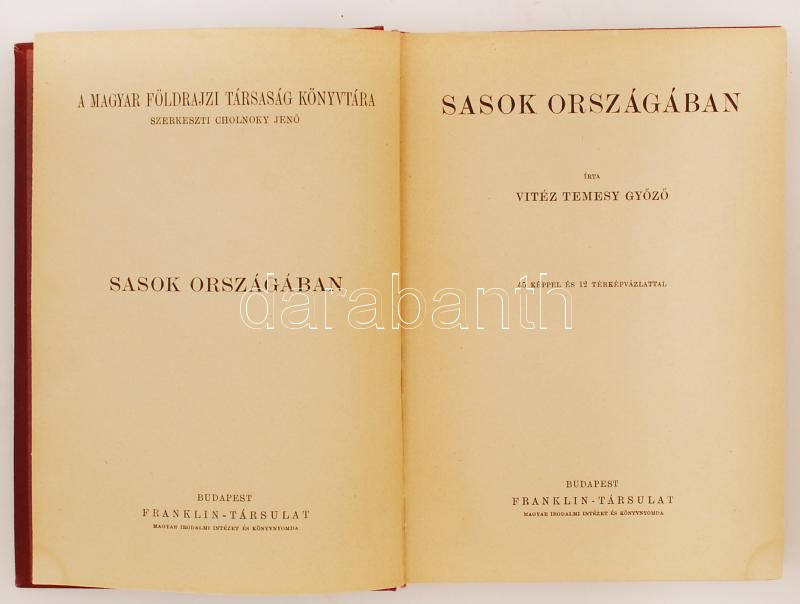 A MAGYAR FÖLDRAJZI TÁRSASÁG KÖNYVTÁRA
SZERKESZTI CHOLNOKY JENŐ
SASOK ORSZÁGÁBAN
BUDAPEST
FRANKLIN-TÁRSULAT
MAGYAR IRODALMI INTÉZET ÉS KÖNYVNYOMDA
SASOK ORSZÁGÁBAN
ÍRTA
VITÉZ TEMESY GYŐZŐ
45 KÉPPEL ÉS 12 TÉRKÉPVÁZLATTAL
BUDAPEST
FRANKLIN-TÁRSULAT
MAGYAR IRODALMI INTÉZET ÉS KÖNYVNYOMDA
darabanth